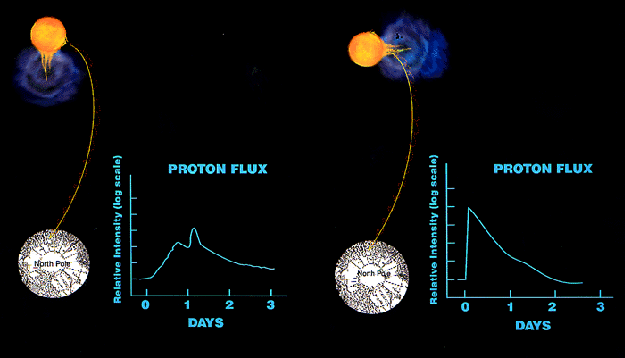 PROTON FLUX
Relative Intensity (log scale)
0 1 2 3
DAYS
North Pole
PROTON FLUX
Relative Intensity (log scale)
0 1 2 3
DAYS
North Pole